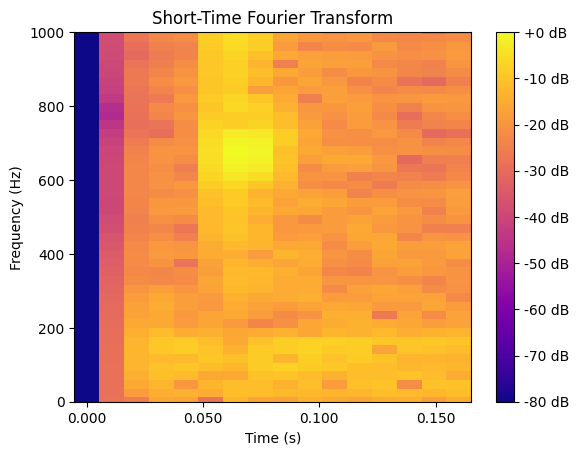 Short-Time Fourier Transform
Frequency (Hz)
1000
800
600
400
200
0
0.000
0.050
0.100
0.150
Time (s)
+0 dB
-10 dB
-20 dB
-30 dB
-40 dB
-50 dB
-60 dB
-70 dB
-80 dB